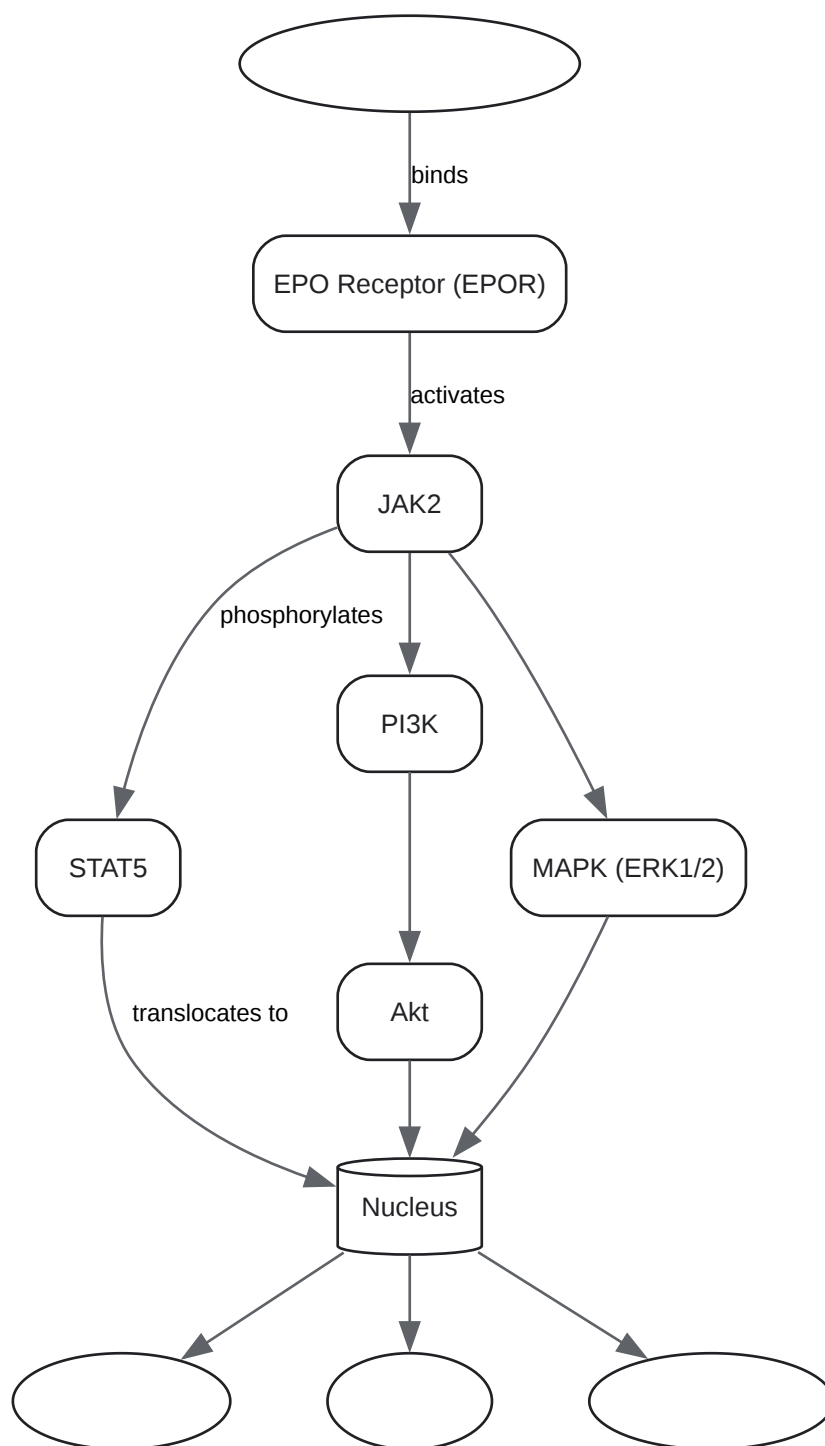 binds
EPO Receptor (EPOR)
activates
JAK2
phosphorylates
PI3K
STAT5
MAPK (ERK1/2)
translocates to
Akt
Nucleus